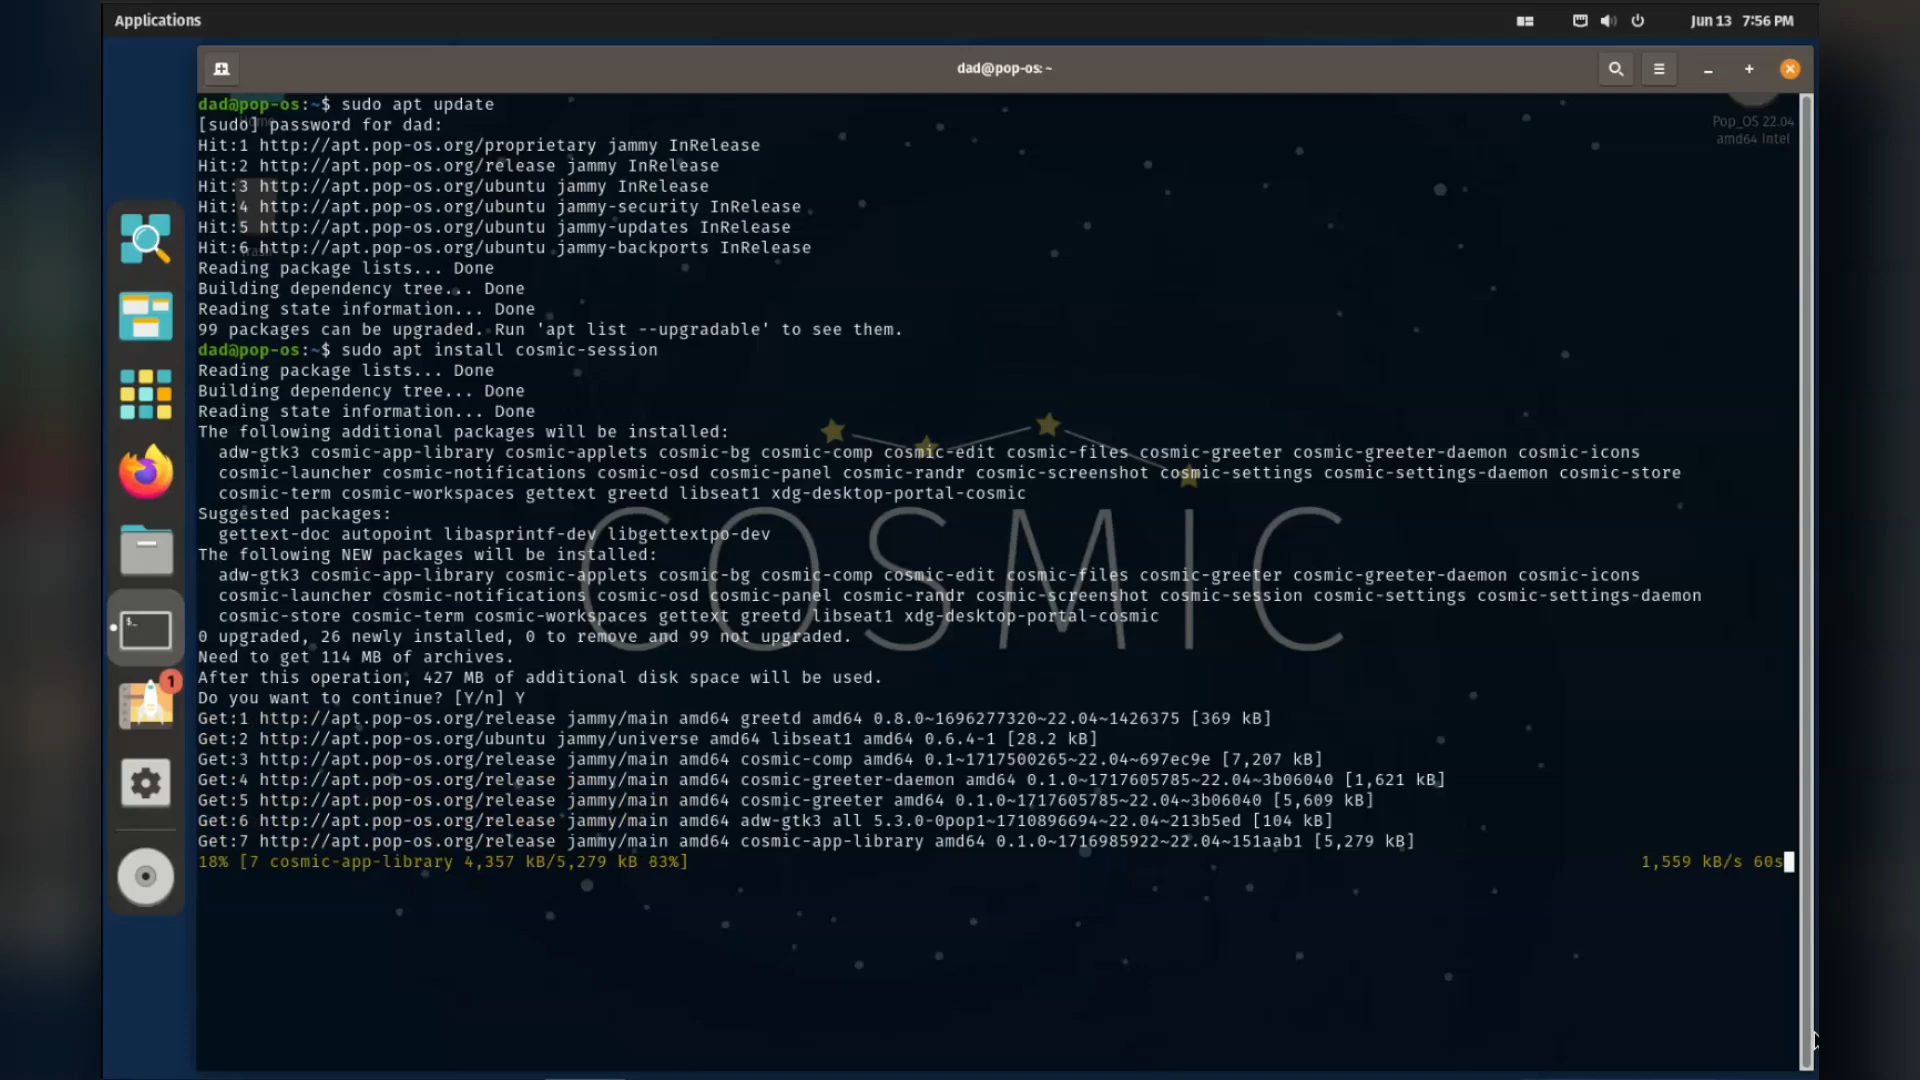 Applications
Jun 13 7:56 PM
dad@pop-os: ~
dad@pop-os:~$ sudo apt update
[sudo] password for dad:
Hit:1 http://apt.pop-os.org/proprietary jammy InRelease
Hit:2 http://apt.pop-os.org/release jammy InRelease
Hit:3 http://apt.pop-os.org/ubuntu jammy InRelease
Hit:4 http://apt.pop-os.org/ubuntu jammy-security InRelease
Hit:5 http://apt.pop-os.org/ubuntu jammy-updates InRelease
Hit:6 http://apt.pop-os.org/ubuntu jammy-backports InRelease
Reading package lists... Done
Building dependency tree... Done
Reading state information... Done
99 packages can be upgraded. Run 'apt list --upgradable' to see them.
dad@pop-os:~$ sudo apt install cosmic-session
Reading package lists... Done
Building dependency tree... Done
Reading state information... Done
The following additional packages will be installed:
adw-gtk3 cosmic-app-library cosmic-applets cosmic-bg cosmic-comp cosmic-edit cosmic-files cosmic-greeter cosmic-greeter-daemon cosmic-icons
cosmic-launcher cosmic-notifications cosmic-osd cosmic-panel cosmic-randr cosmic-screenshot cosmic-settings cosmic-settings-daemon cosmic-store
cosmic-term cosmic-workspaces gettext greetd libseat1 xdg-desktop-portal-cosmic
Suggested packages:
gettext-doc autopoint libasprintf-dev libgettextpo-dev
The following NEW packages will be installed:
adw-gtk3 cosmic-app-library cosmic-applets cosmic-bg cosmic-comp cosmic-edit cosmic-files cosmic-greeter cosmic-greeter-daemon cosmic-icons
cosmic-launcher cosmic-notifications cosmic-osd cosmic-panel cosmic-randr cosmic-screenshot cosmic-session cosmic-settings cosmic-settings-daemon
cosmic-store cosmic-term cosmic-workspaces gettext greetd libseat1 xdg-desktop-portal-cosmic
0 upgraded, 26 newly installed, 0 to remove and 99 not upgraded.
Need to get 114 MB of archives.
After this operation, 427 MB of additional disk space will be used.
Do you want to continue? [Y/n] Y
Get:1 http://apt.pop-os.org/release jammy/main amd64 greetd amd64 0.8.0~1696277320~22.04~1426375 [369 kB]
Get:2 http://apt.pop-os.org/ubuntu jammy/universe amd64 libseat1 amd64 0.6.4-1 [28.2 kB]
Get:3 http://apt.pop-os.org/release jammy/main amd64 cosmic-comp amd64 0.1~1717500265~22.04~697ec9e [7,207 kB]
Get:4 http://apt.pop-os.org/release jammy/main amd64 cosmic-greeter-daemon amd64 0.1.0~1717605785~22.04~3b06040 [1,621 kB]
Get:5 http://apt.pop-os.org/release jammy/main amd64 cosmic-greeter amd64 0.1.0~1717605785~22.04~3b06040 [5,609 kB]
Get:6 http://apt.pop-os.org/release jammy/main amd64 adw-gtk3 all 5.3.0-0pop1~1710896694~22.04~213b5ed [104 kB]
Get:7 http://apt.pop-os.org/release jammy/main amd64 cosmic-app-library amd64 0.1.0~1716985922~22.04~151aab1 [5,279 kB]
18% [7 cosmic-app-library 4,357 kB/5,279 kB 83%] 1,559 kB/s 60s
Pop_OS 22.04
amd64 Intel
COSMIC
1